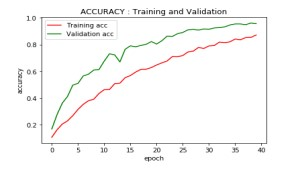 ACCURACY : Training and Validation
Training acc
Validation acc
1.0
0.8
0.6
0.4
0.2
accuracy
0 5 10 15 20 25 30 35 40
epoch